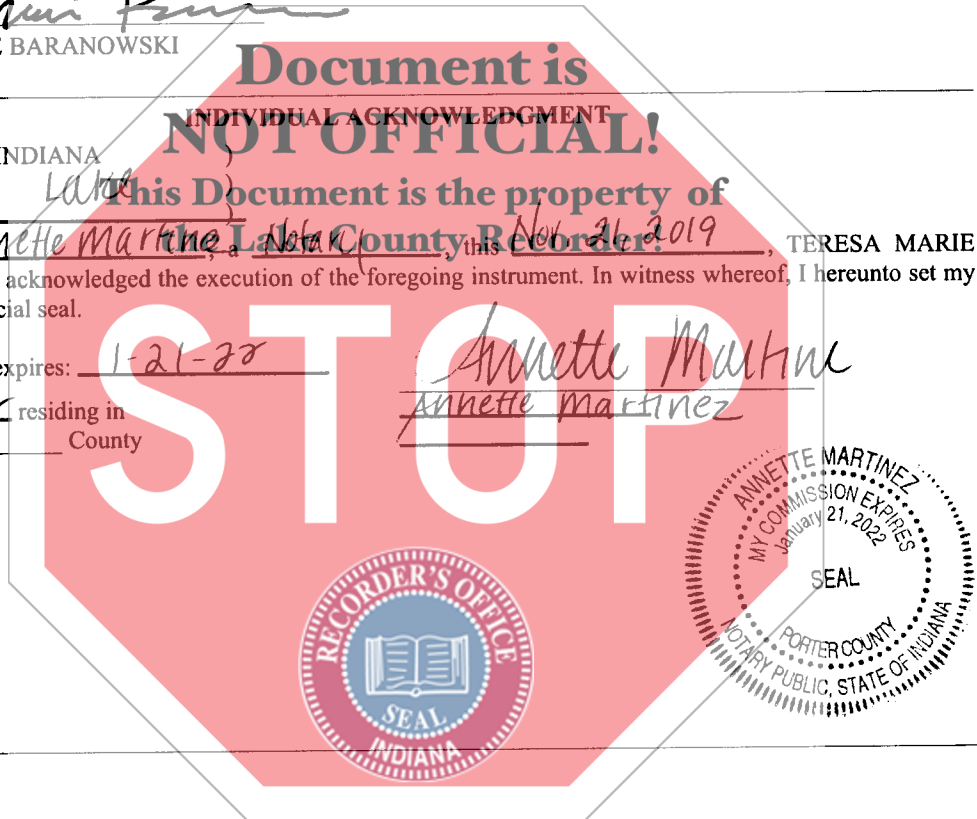 BARANOWSKI
Document is
INDIVIDUAL ACKNOWLEDGMENT
NOT OFFICIAL!
INDIANA )
Lake )
This Document is the property of
the Lake County Recorder!
Martinez, a Notary, this Nov. 21, 2019, TERESA MARIE
acknowledged the execution of the foregoing instrument. In witness whereof, I hereunto set my
cial seal.
STOP
expires: 1-21-22
Annette Martinez
residing in
Annette Martinez
County
ANNETTE MARTINEZ
MY COMMISSION EXPIRES
January 21, 2022
SEAL
PORTER COUNTY
NOTARY PUBLIC, STATE OF INDIANA
RECORDER'S OFFICE
SEAL
INDIANA